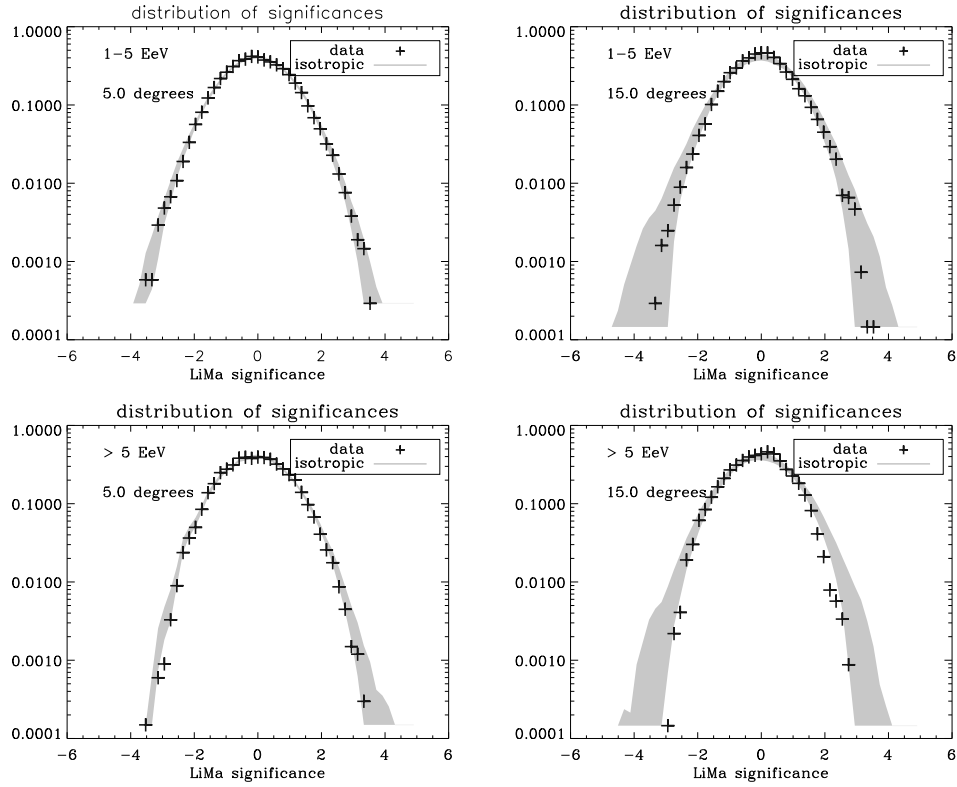 distribution of significances
1.0000
0.1000
0.0100
0.0010
0.0001
1−5 EeV
5.0 degrees
data
isotropic
−6 −4 −2 0 2 4 6
LiMa significance
distribution of significances
1.0000
0.1000
0.0100
0.0010
0.0001
1−5 EeV
15.0 degrees
data
isotropic
−6 −4 −2 0 2 4 6
LiMa significance
distribution of significances
1.0000
0.1000
0.0100
0.0010
0.0001
> 5 EeV
5.0 degrees
data
isotropic
−6 −4 −2 0 2 4 6
LiMa significance
distribution of significances
1.0000
0.1000
0.0100
0.0010
0.0001
> 5 EeV
15.0 degrees
data
isotropic
−6 −4 −2 0 2 4 6
LiMa significance